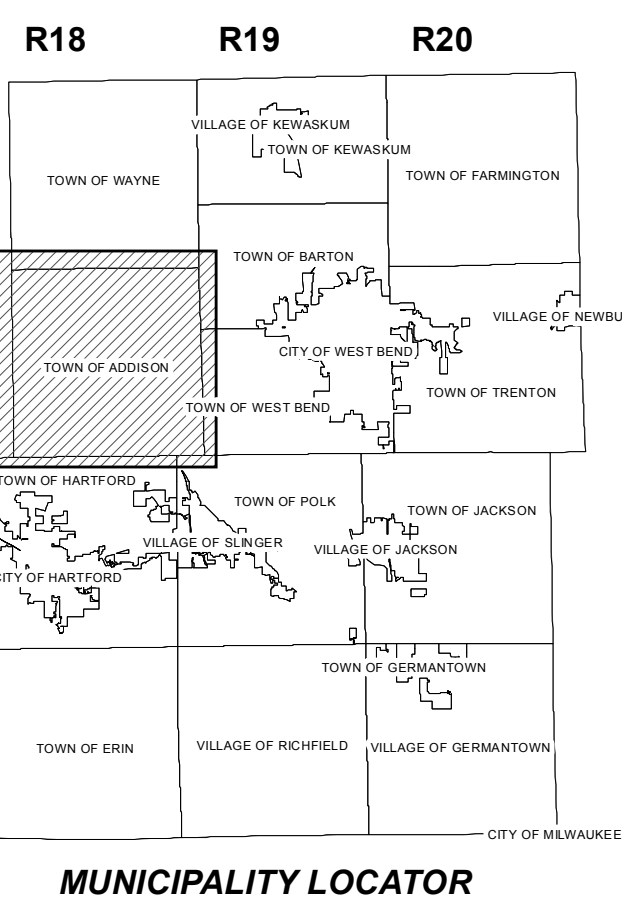 R18 R19 R20
VILLAGE OF KEWASKUM
TOWN OF KEWASKUM
TOWN OF WAYNE
TOWN OF FARMINGTON
TOWN OF BARTON
VILLAGE OF NEWBU
CITY OF WEST BEND
TOWN OF ADDISON
TOWN OF TRENTON
TOWN OF WEST BEND
TOWN OF HARTFORD
TOWN OF POLK
TOWN OF JACKSON
VILLAGE OF SLINGER
VILLAGE OF JACKSON
CITY OF HARTFORD
TOWN OF GERMANTOWN
TOWN OF ERIN
VILLAGE OF RICHFIELD
VILLAGE OF GERMANTOWN
CITY OF MILWAUKEE
MUNICIPALITY LOCATOR